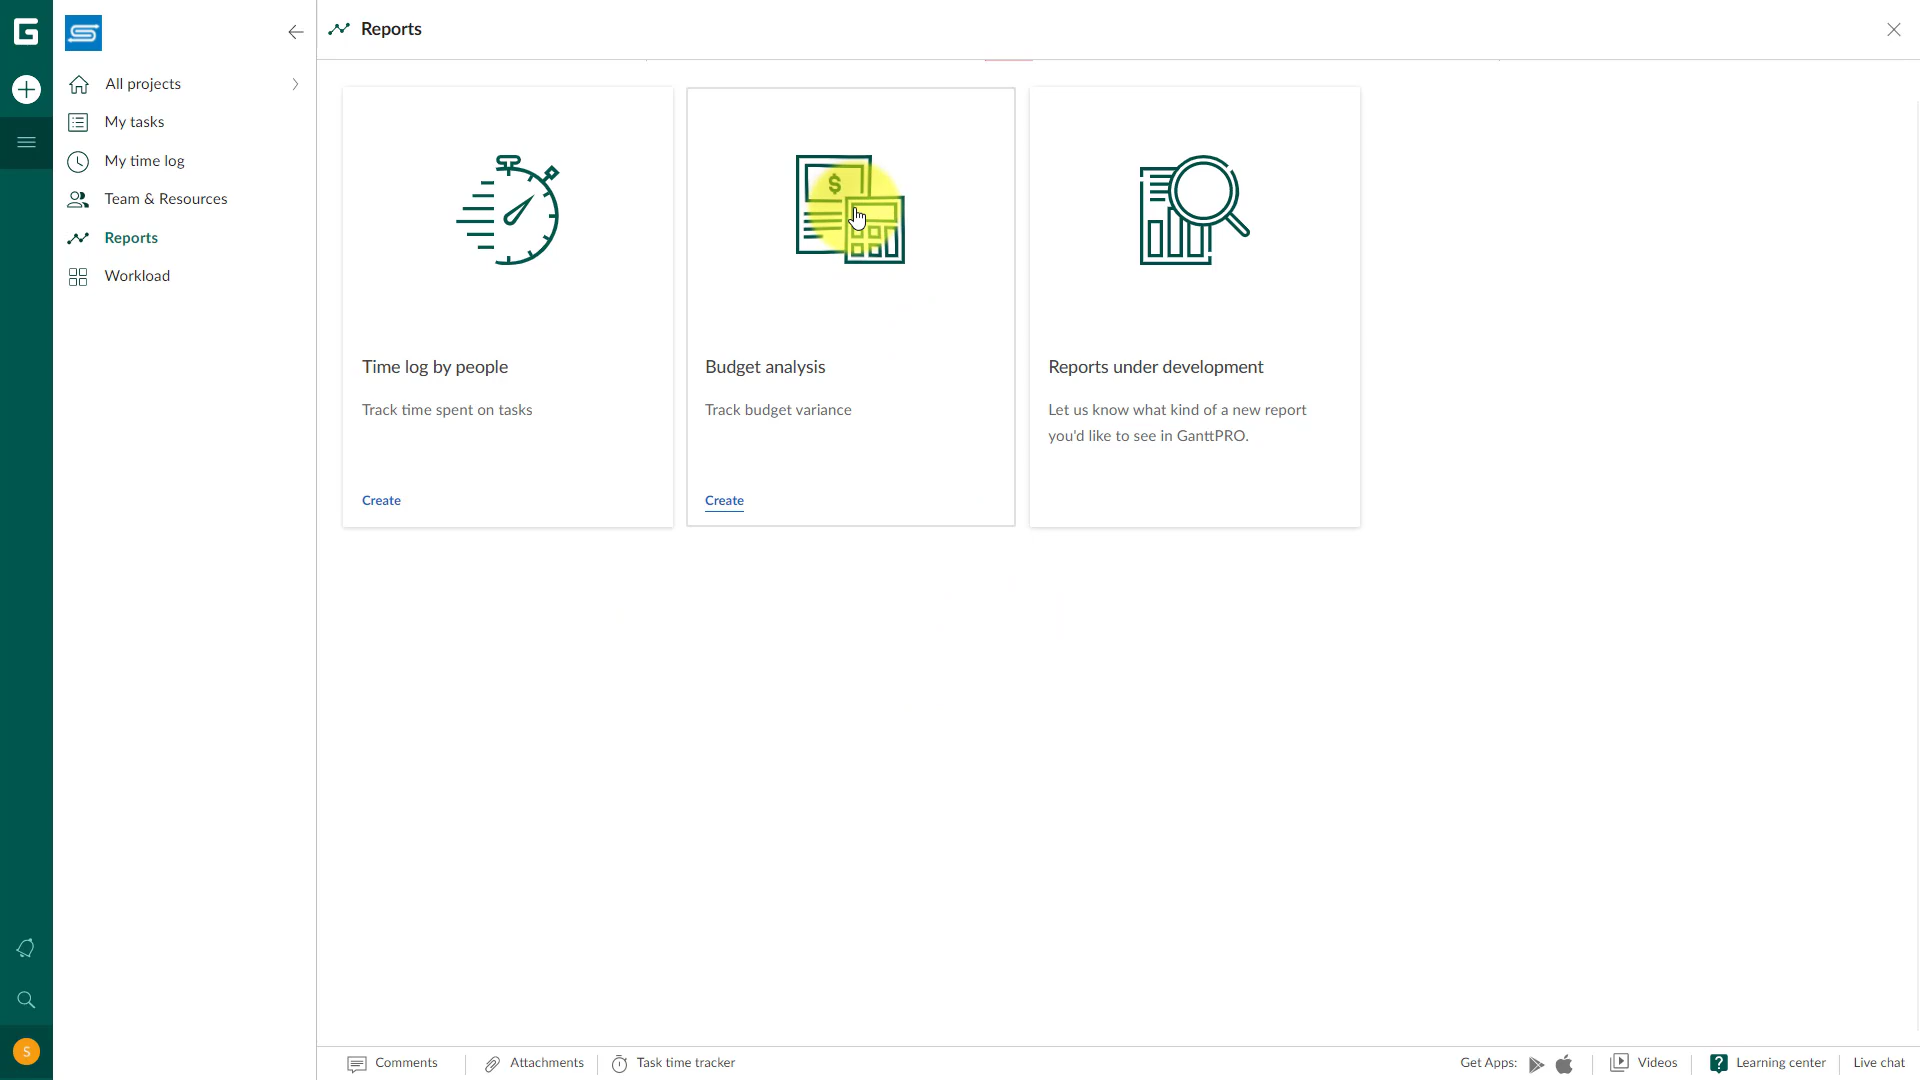 Reports
All projects
My tasks
My time log
Team & Resources
Reports
Workload
$
Time log by people
Track time spent on tasks
Create
Budget analysis
Track budget variance
Create
Reports under development
Let us know what kind of a new report
you'd like to see in GanttPRO.
S
Comments
Attachments
Task time tracker
Get Apps:
Videos
? Learning center
Live chat